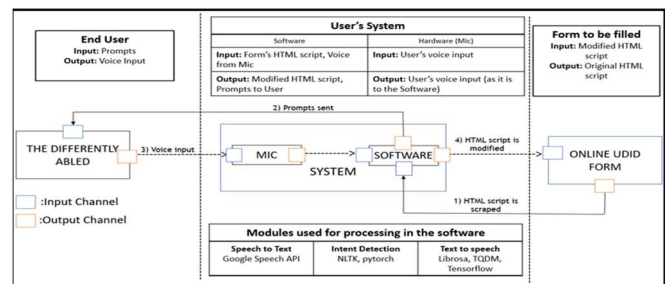 End User
Input: Prompts
Output: Voice Input
User's System
Software
Hardware (Mic)
Input: Form's HTML script, Voice
from Mic
Input: User's voice input
Output: Modified HTML script,
Prompts to User
Output: User's voice input (as it is
to the Software)
Form to be filled
Input: Modified HTML
script
Output: Original HTML
script
2) Prompts sent
THE DIFFERENTLY
ABLED
3) Voice input
MIC
SOFTWARE
SYSTEM
4) HTML script is
modified
ONLINE UDID
FORM
:Input Channel
:Output Channel
1) HTML script is
scraped
Modules used for processing in the software
Speech to Text
Google Speech API
Intent Detection
NLTK, pytorch
Text to speech
Librosa, TQDM,
Tensorflow